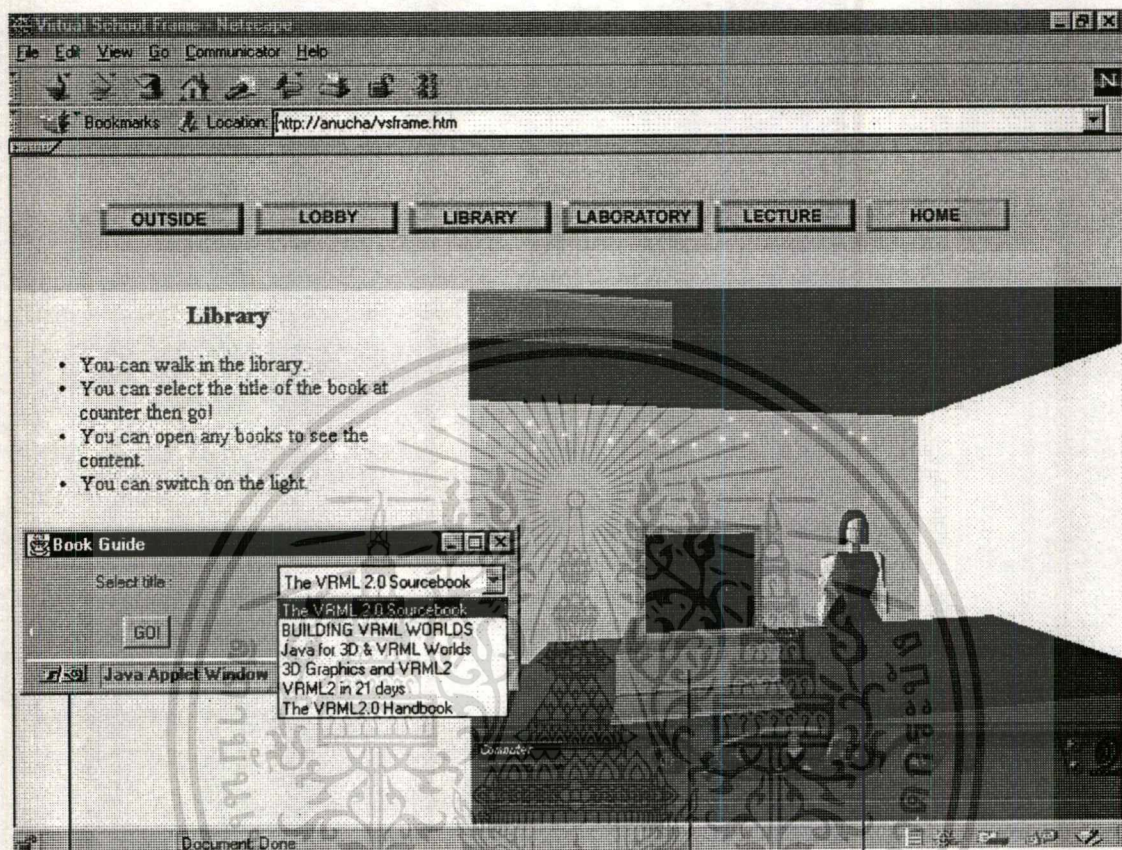 Virtual School Frame - Netscape
File Edit View Go Communicator Help
N
Bookmarks Location: http://anucha/vsframe.htm
OUTSIDE LOBBY LIBRARY LABORATORY LECTURE HOME
Library
• You can walk in the library.
• You can select the title of the book at
counter then go!
• You can open any books to see the
content.
• You can switch on the light.
Book Guide
Select title :
The VRML 2.0 Sourcebook
The VRML 2.0 Sourcebook
GO!
BUILDING VRML WORLDS
Java for 3D & VRML Worlds
Java Applet Window
3D Graphics and VRML2
VRML2 in 21 days
The VRML2.0 Handbook
Computer
Document: Done